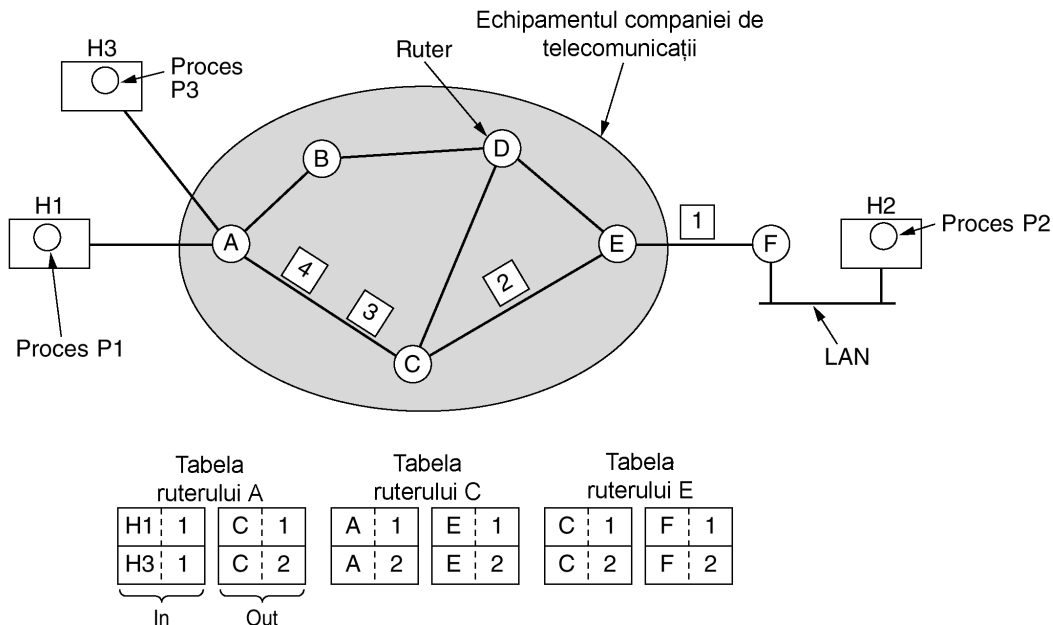 Echipamentul companiei de
telecomunicații
Ruter
H3
Proces
P3
B
D
H1
A
E
1
F
H2
Proces P2
4
3
2
C
Proces P1
LAN
Tabela
ruterului A
Tabela
ruterului C
Tabela
ruterului E
H1 1 C 1 A 1 E 1 C 1 F 1
H3 1 C 2 A 2 E 2 C 2 F 2
In Out